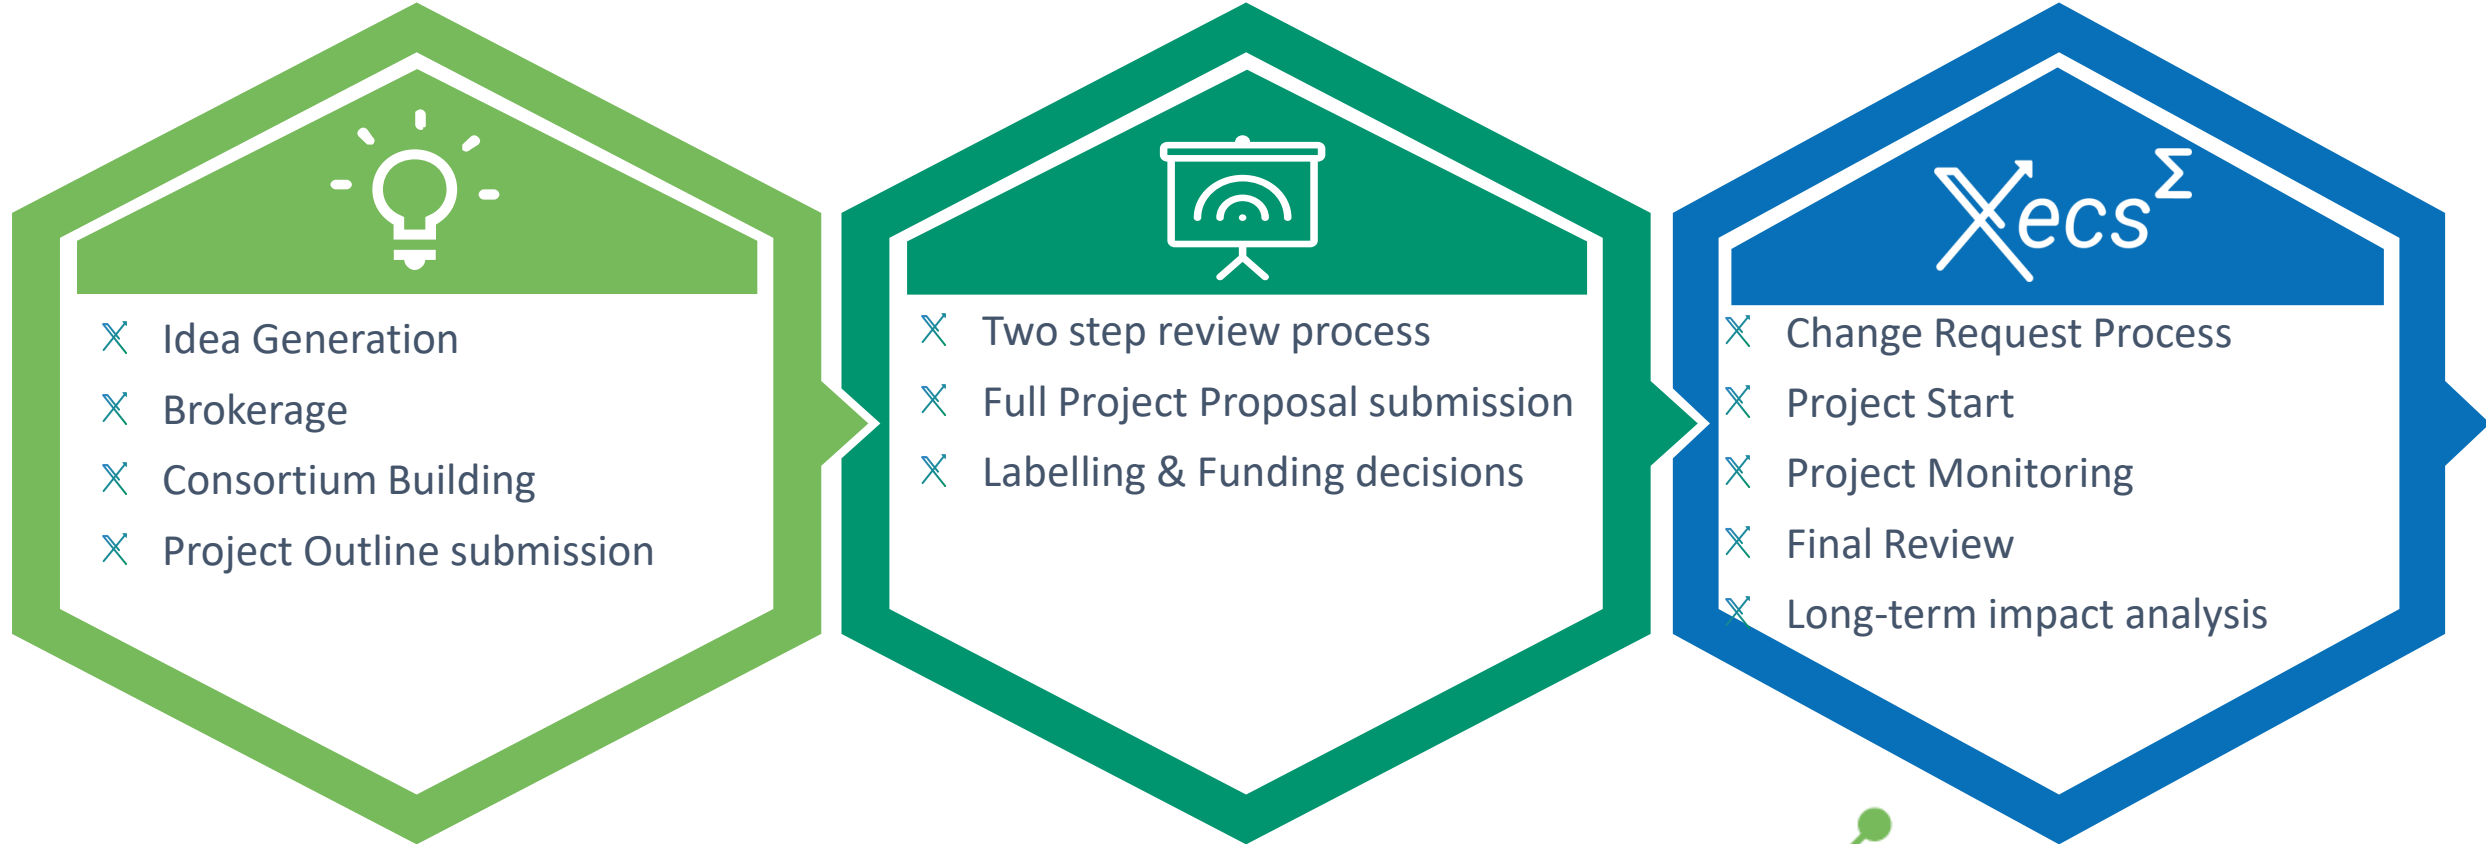 Idea Generation
Brokerage
Consortium Building
Project Outline submission
Two step review process
Full Project Proposal submission
Labelling & Funding decisions
Xecs Σ
Change Request Process
Project Start
Project Monitoring
Final Review
Long-term impact analysis